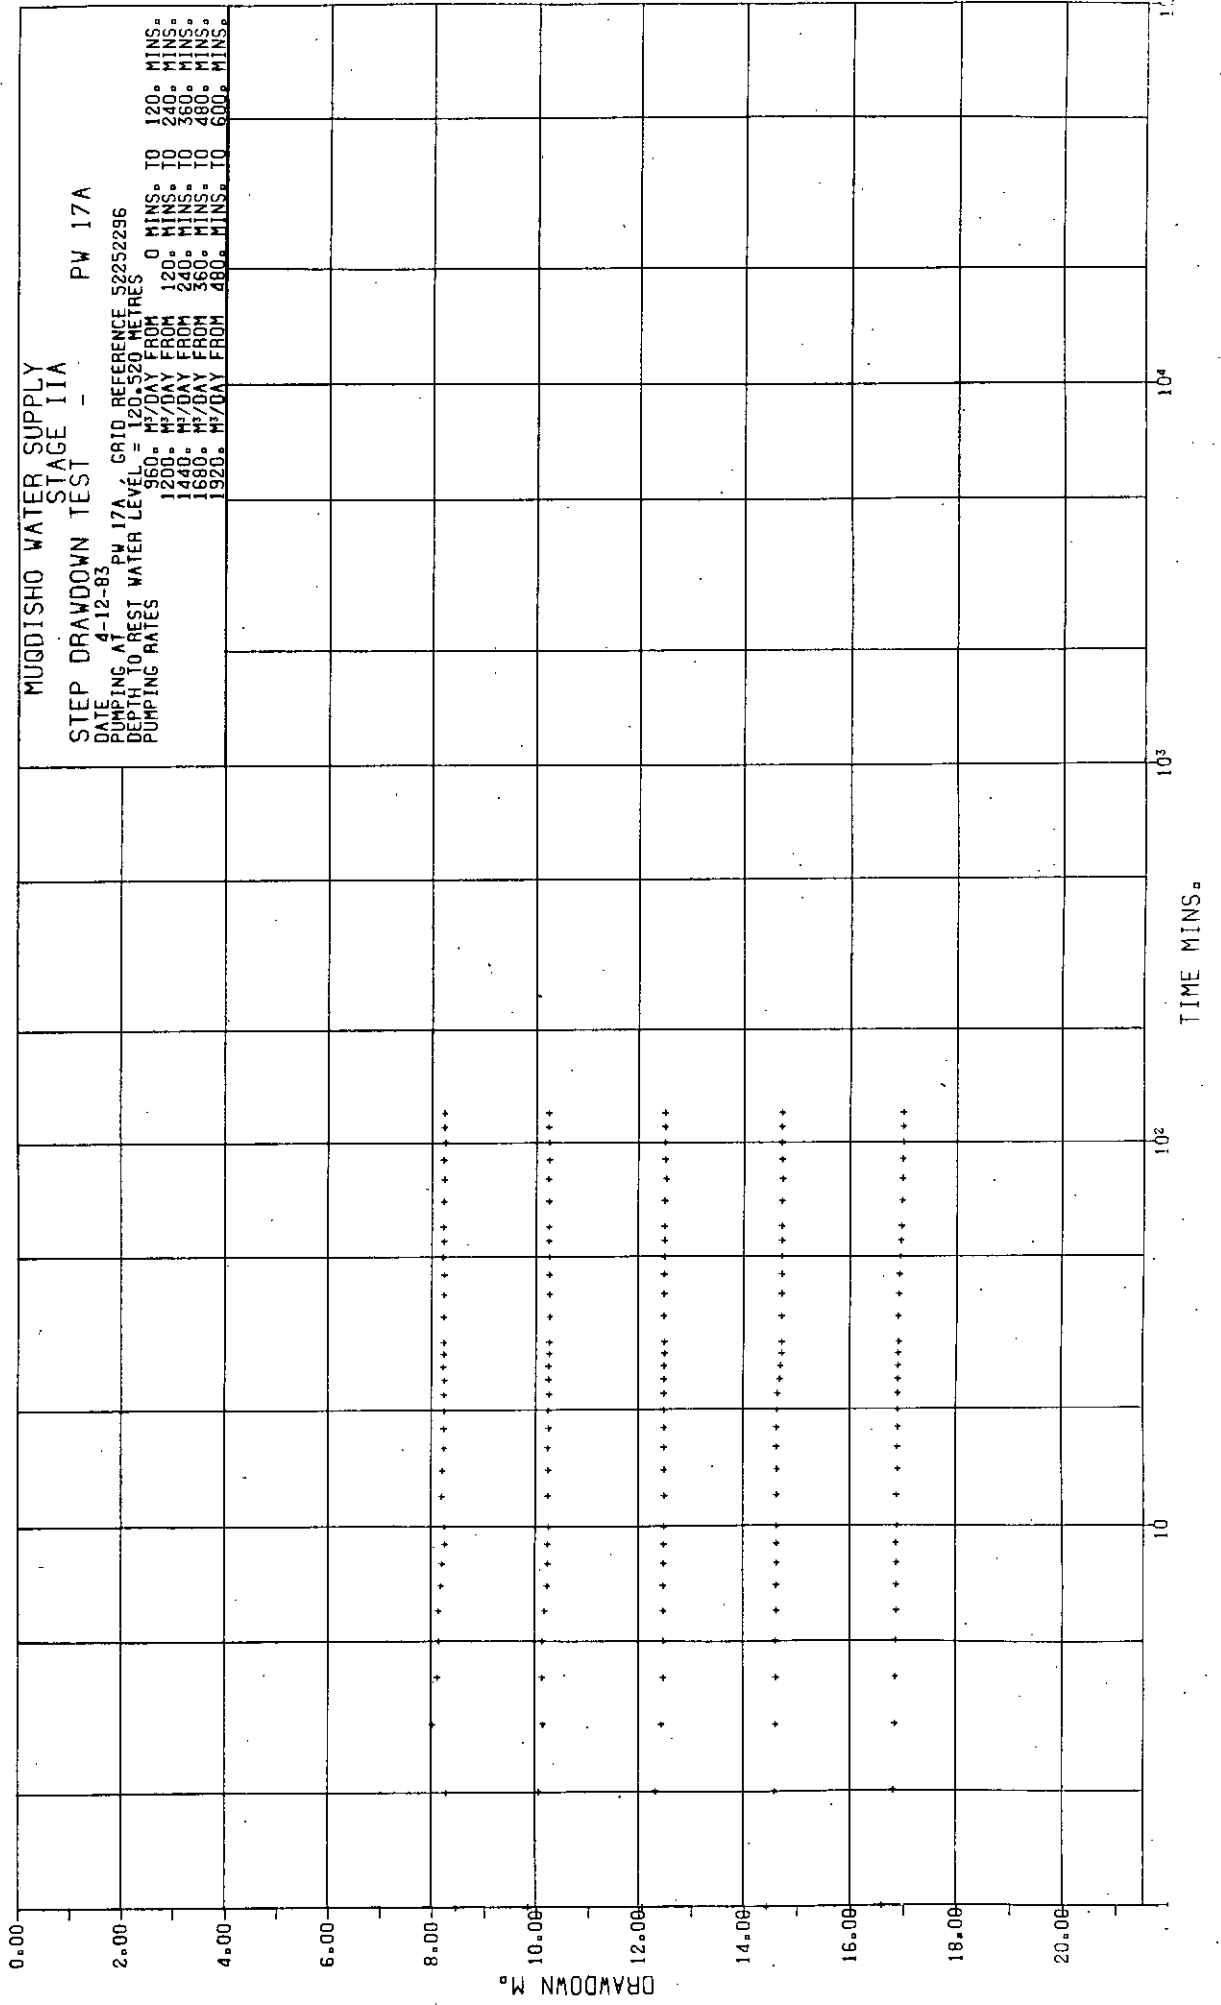 MUQDISHO WATER SUPPLY
STAGE IIA
STEP DRAWDOWN TEST - PW 17A
DATE 4-12-83
PUMPING AT PW 17A, GRID REFERENCE 52252296
DEPTH TO REST WATER LEVEL = 120.520 METRES
PUMPING RATES
960. M³/DAY FROM 0 MINS. TO 120. MINS.
1200. M³/DAY FROM 120. MINS. TO 240. MINS.
1440. M³/DAY FROM 240. MINS. TO 360. MINS.
1680. M³/DAY FROM 360. MINS. TO 480. MINS.
1920. M³/DAY FROM 480. MINS. TO 600. MINS.
0.00
2.00
4.00
6.00
8.00
10.00
12.00
14.00
16.00
18.00
20.00
DRAWDOWN M.
10
10²
10³
10⁴
TIME MINS.